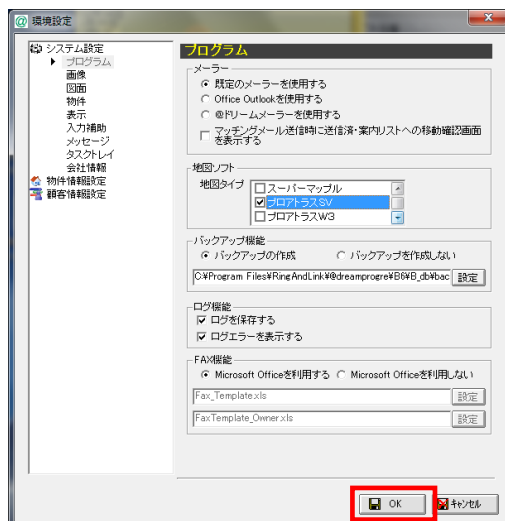 環境設定
システム設定
プログラム
画像
図面
物件
表示
入力補助
メッセージ
タスクトレイ
会社情報
物件情報設定
顧客情報設定
プログラム
メーラー
既定のメーラーを使用する
Office Outlookを使用する
@ドリームメーラーを使用する
マッチングメール送信時に送信済・案内リストへの移動確認画面
を表示する
地図ソフト
地図タイプ
スーパーマップル
プロアトラスSV
プロアトラスW3
バックアップ機能
バックアップの作成 バックアップを作成しない
C:¥Program Files¥RingAndLink¥@dreamprogre¥B6¥B_db¥bac 設定
ログ機能
ログを保存する
ログエラーを表示する
FAX機能
Microsoft Officeを利用する Microsoft Officeを利用しない
Fax_Template.xls 設定
FaxTemplate_Owner.xls 設定
OK キャンセル